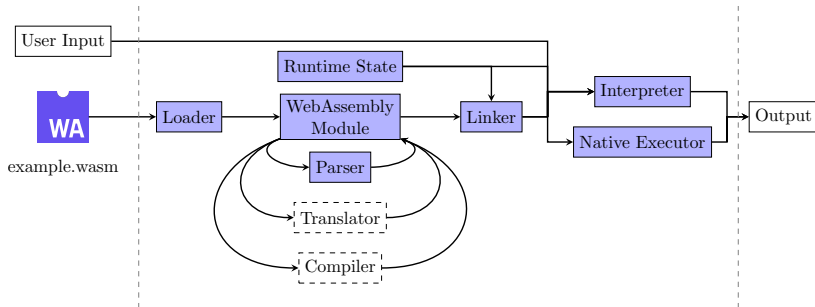 User Input
Runtime State
WebAssembly
Module
Loader
Linker
Interpreter
Output
WA
Native Executor
example.wasm
Parser
Translator
Compiler